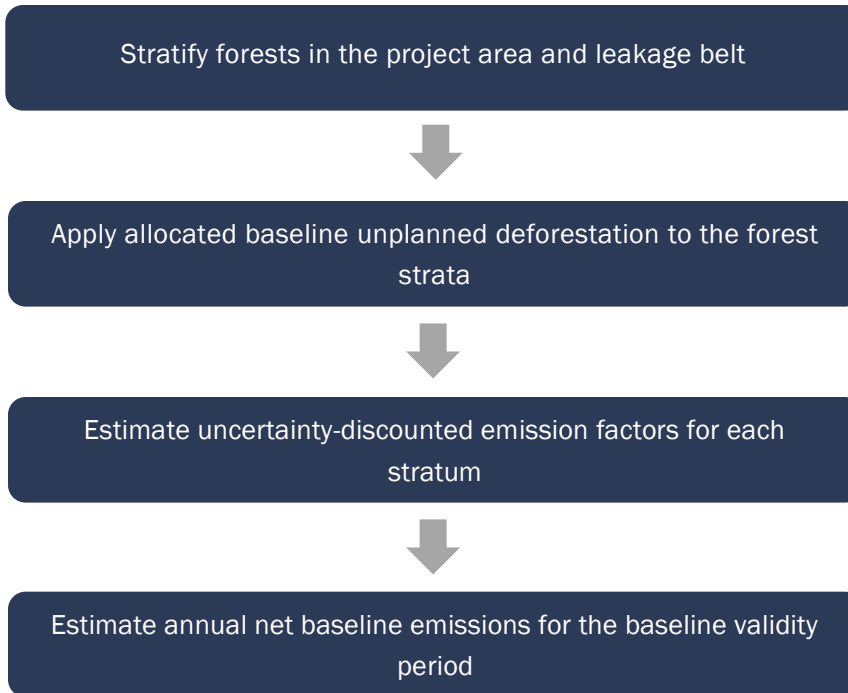 Stratify forests in the project area and leakage belt
Apply allocated baseline unplanned deforestation to the forest
strata
Estimate uncertainty-discounted emission factors for each
stratum
Estimate annual net baseline emissions for the baseline validity
period